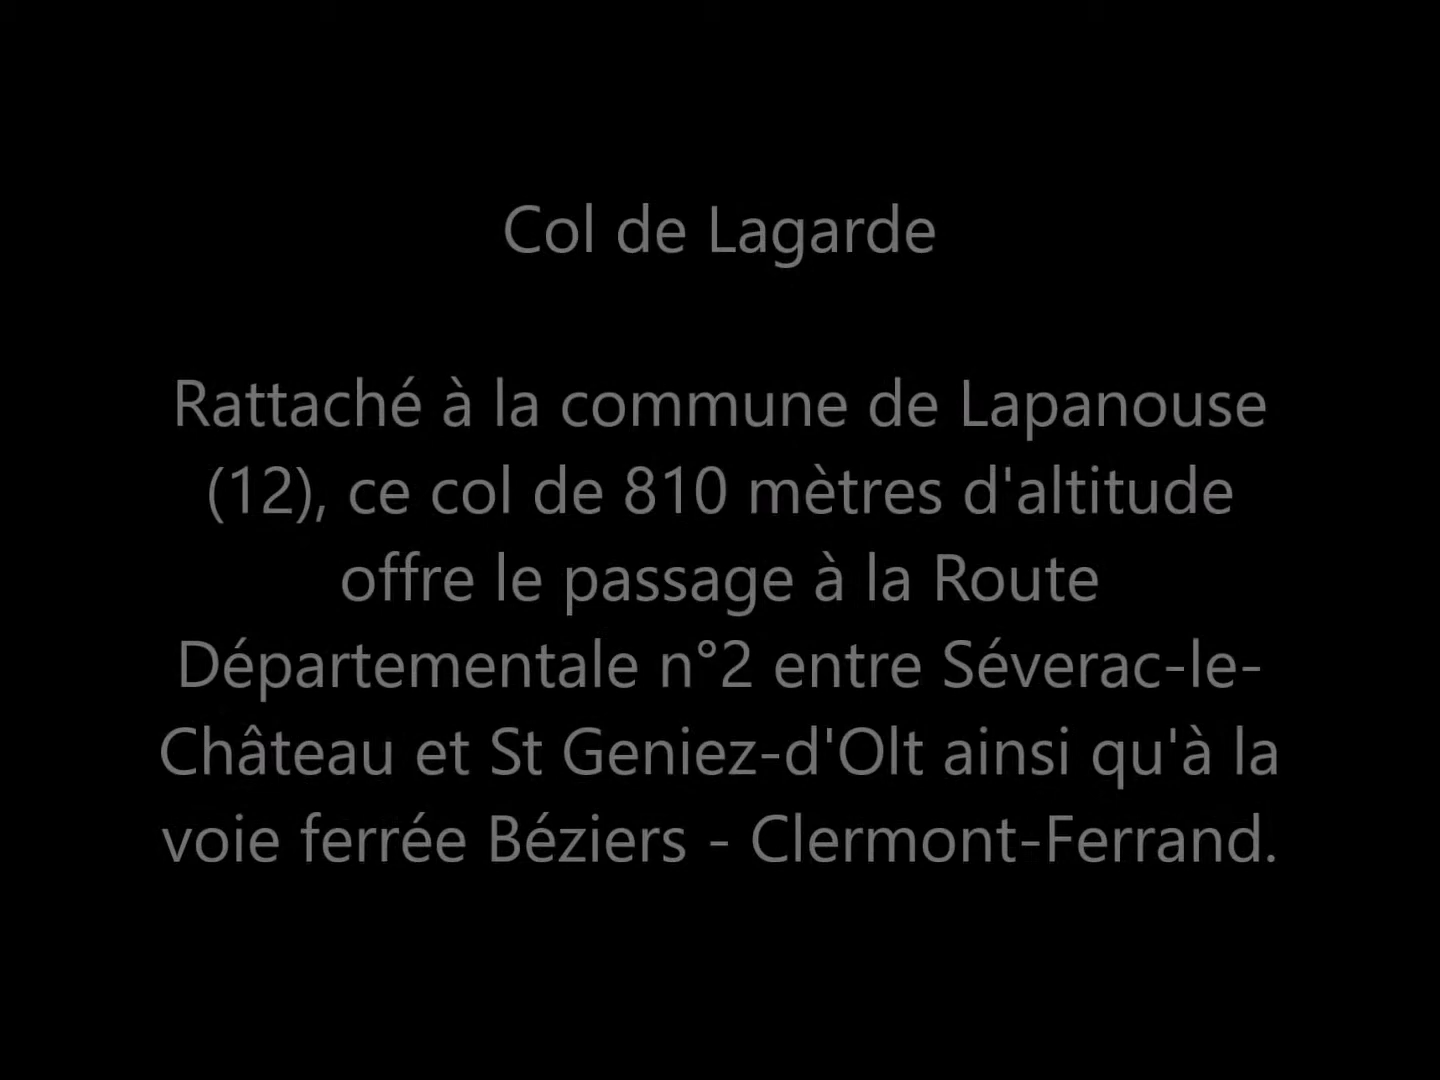 Col de Lagarde
Rattaché à la commune de Lapanouse
(12), ce col de 810 mètres d'altitude
offre le passage à la Route
Départementale n°2 entre Séverac-le-
Château et St Geniez-d'Olt ainsi qu'à la
voie ferrée Béziers - Clermont-Ferrand.